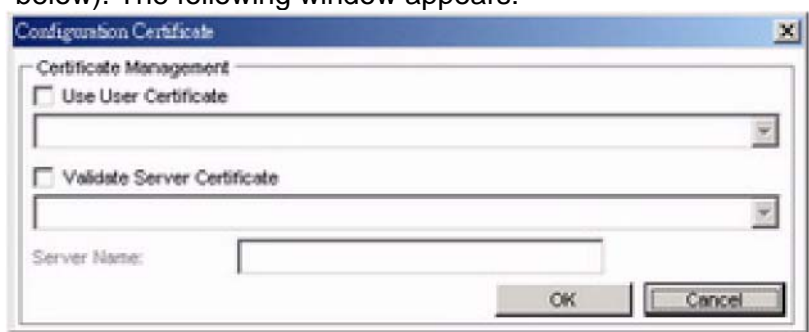 below). The following window appears:
Configuration Certificate
Certificate Management
Use User Certificate
Validate Server Certificate
Server Name:
OK
Cancel